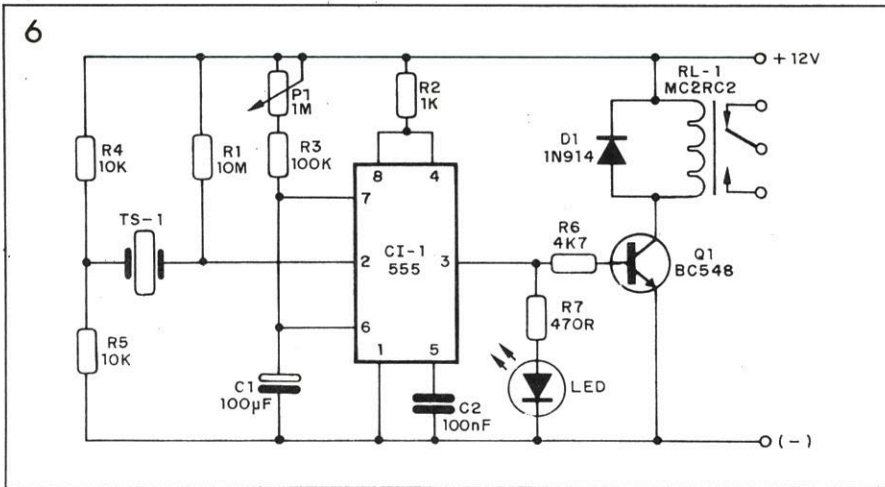 6
+12V
RL-1
MC2RC2
P1
1M
R2
1K
R4
10K
R1
10M
R3
100K
D1
1N914
8
4
7
TS-1
2
CI-1
555
3
R6
4K7
Q1
BC548
R5
10K
6
1
5
R7
470R
C1
100µF
C2
100nF
LED
(-)